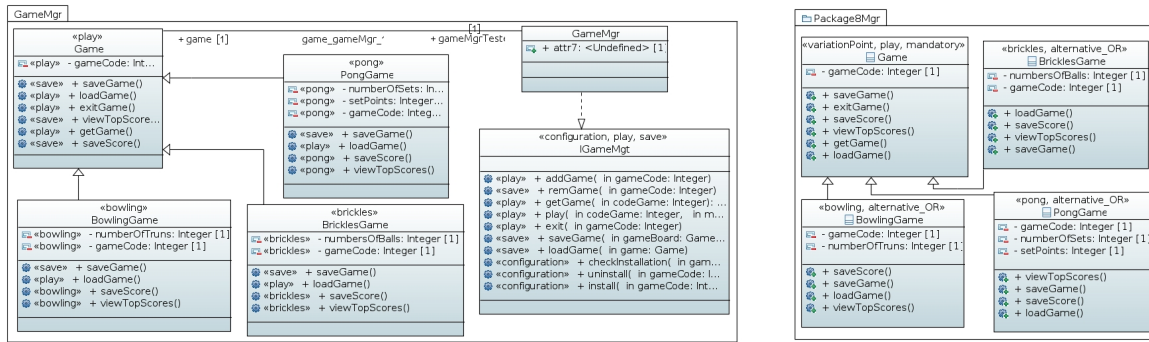 GameMgr
«play»
Game
«play» - gameCode: Int...
«save» + saveGame()
«play» + loadGame()
«play» + exitGame()
«save» + viewTopScore...
«play» + getGame()
«save» + saveScore()
+ game [1]
game_gameMgr_
[1]
+ gameMgrTeste
GameMgr
+ attr7: <Undefined> [1]
«pong»
PongGame
«pong» - numberOfSets: In...
«pong» - setPoints: Integer...
«pong» - gameCode: Integ...
«save» + saveGame()
«play» + loadGame()
«pong» + saveScore()
«pong» + viewTopScores()
«configuration, play, save»
IGameMgt
«play» + addGame( in gameCode: Integer)
«save» + remGame( in gameCode: Integer)
«play» + getGame( in codeGame: Integer): ...
«play» + play( in codeGame: Integer, in m...
«play» + exit( in gameCode: Integer)
«save» + saveGame( in gameBoard: Game...
«save» + loadGame( in game: Game)
«configuration» + checkInstallation( in gam...
«configuration» + uninstall( in gameCode: I...
«configuration» + install( in gameCode: Int...
«bowling»
BowlingGame
«bowling» - numberOfTruns: Integer [1]
«bowling» - gameCode: Integer [1]
«save» + saveGame()
«play» + loadGame()
«bowling» + saveScore()
«bowling» + viewTopScores()
«brickles»
BricklesGame
«brickles» - numbersOfBalls: Integer [1]
«brickles» - gameCode: Integer [1]
«save» + saveGame()
«play» + loadGame()
«brickles» + saveScore()
«brickles» + viewTopScores()
Package8Mgr
«variationPoint, play, mandatory»
Game
- gameCode: Integer [1]
+ saveGame()
+ exitGame()
+ saveScore()
+ viewTopScores()
+ getGame()
+ loadGame()
«brickles, alternative_OR»
BricklesGame
- numbersOfBalls: Integer [1]
- gameCode: Integer [1]
+ loadGame()
+ saveScore()
+ viewTopScores()
+ saveGame()
«bowling, alternative_OR»
BowlingGame
- gameCode: Integer [1]
- numberOfTruns: Integer [1]
+ saveScore()
+ saveGame()
+ loadGame()
+ viewTopScores()
«pong, alternative_OR»
PongGame
- gameCode: Integer [1]
- numberOfSets: Integer [1]
- setPoints: Integer [1]
+ viewTopScores()
+ saveGame()
+ saveScore()
+ loadGame()